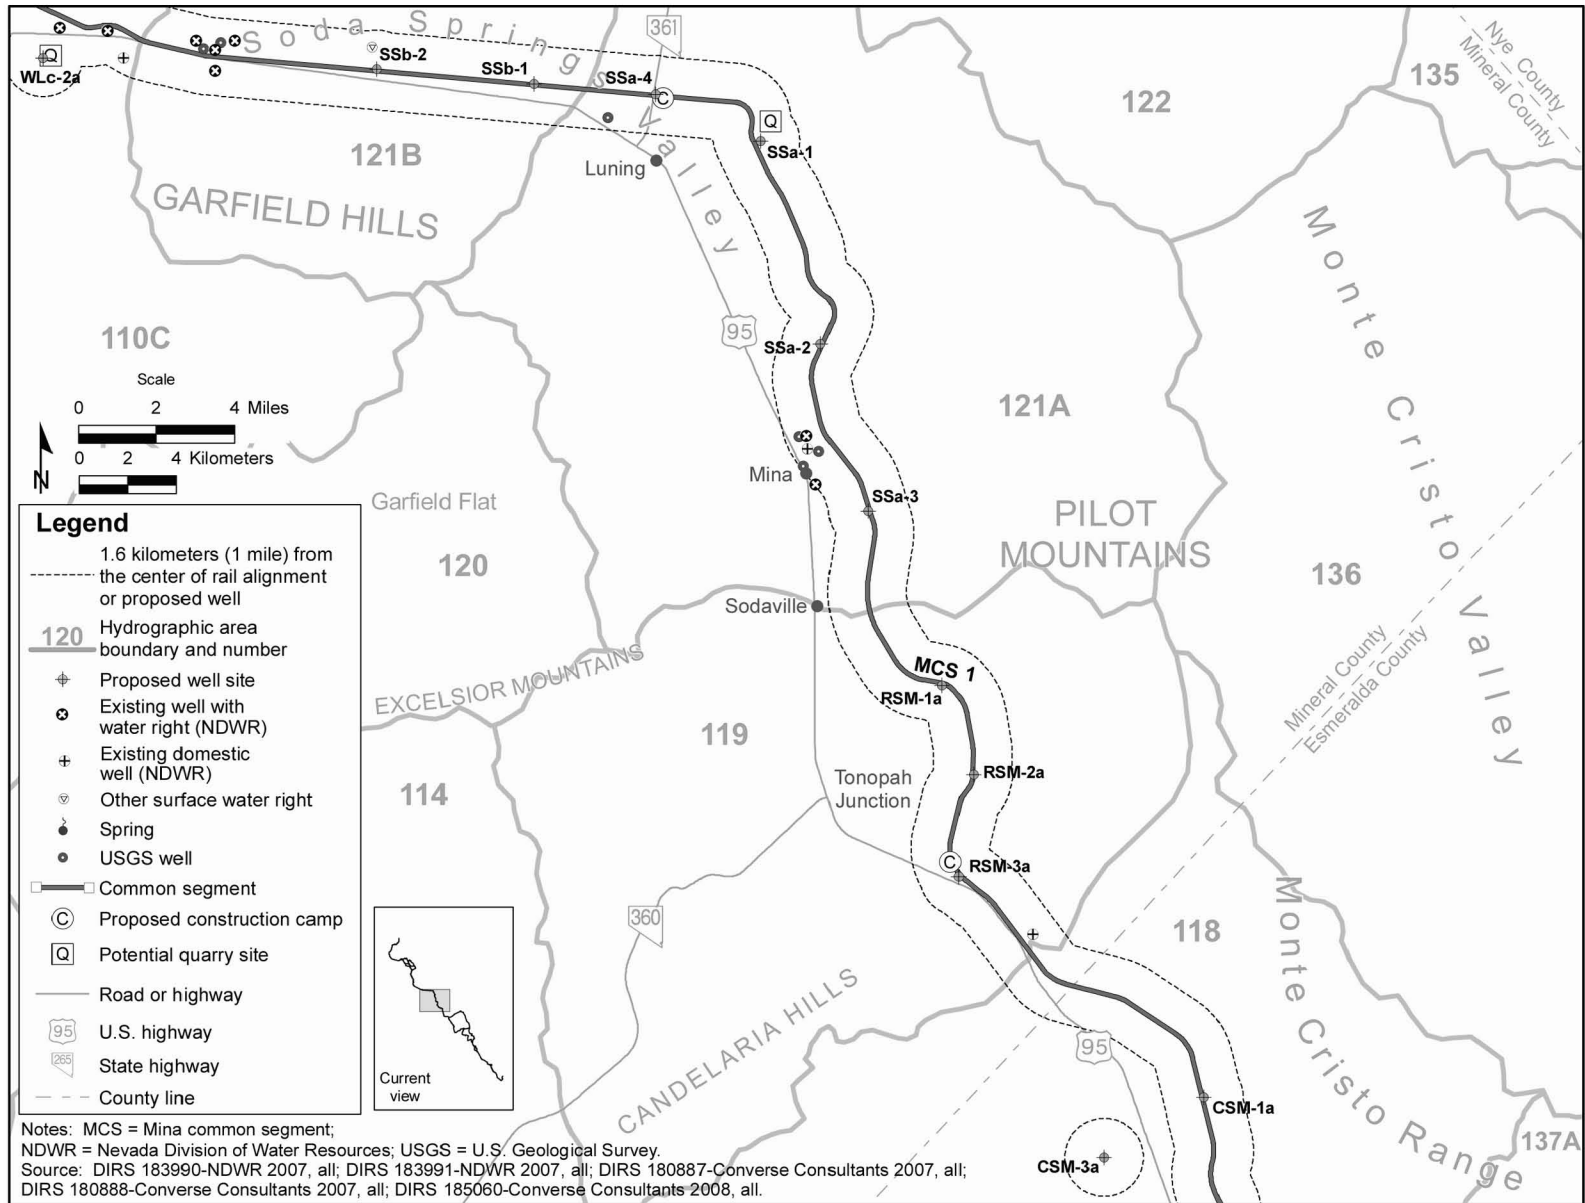 Soda Springs Valley
361
Nye County
Mineral County
135
122
Q
WLc-2a
SSb-2
SSb-1
SSa-4
C
Q
SSa-1
121B
Luning
GARFIELD HILLS
Monte Cristo Valley
110C
95
SSa-2
Scale
0 2 4 Miles
0 2 4 Kilometers
N
121A
Mina
SSa-3
Garfield Flat
PILOT
MOUNTAINS
120
136
Sodaville
EXCELSIOR MOUNTAINS
MCS 1
RSM-1a
Mineral County
Esmeralda County
119
RSM-2a
Tonopah
Junction
114
C
RSM-3a
360
118
Monte Cristo Range
CANDELARIA HILLS
95
CSM-1a
CSM-3a
137A
Legend
1.6 kilometers (1 mile) from
the center of rail alignment
or proposed well
120
Hydrographic area
boundary and number
Proposed well site
Existing well with
water right (NDWR)
Existing domestic
well (NDWR)
Other surface water right
Spring
USGS well
Common segment
C Proposed construction camp
Q Potential quarry site
Road or highway
95 U.S. highway
265 State highway
County line
Current
view
Notes: MCS = Mina common segment;
NDWR = Nevada Division of Water Resources; USGS = U.S. Geological Survey.
Source: DIRS 183990-NDWR 2007, all; DIRS 183991-NDWR 2007, all; DIRS 180887-Converse Consultants 2007, all;
DIRS 180888-Converse Consultants 2007, all; DIRS 185060-Converse Consultants 2008, all.